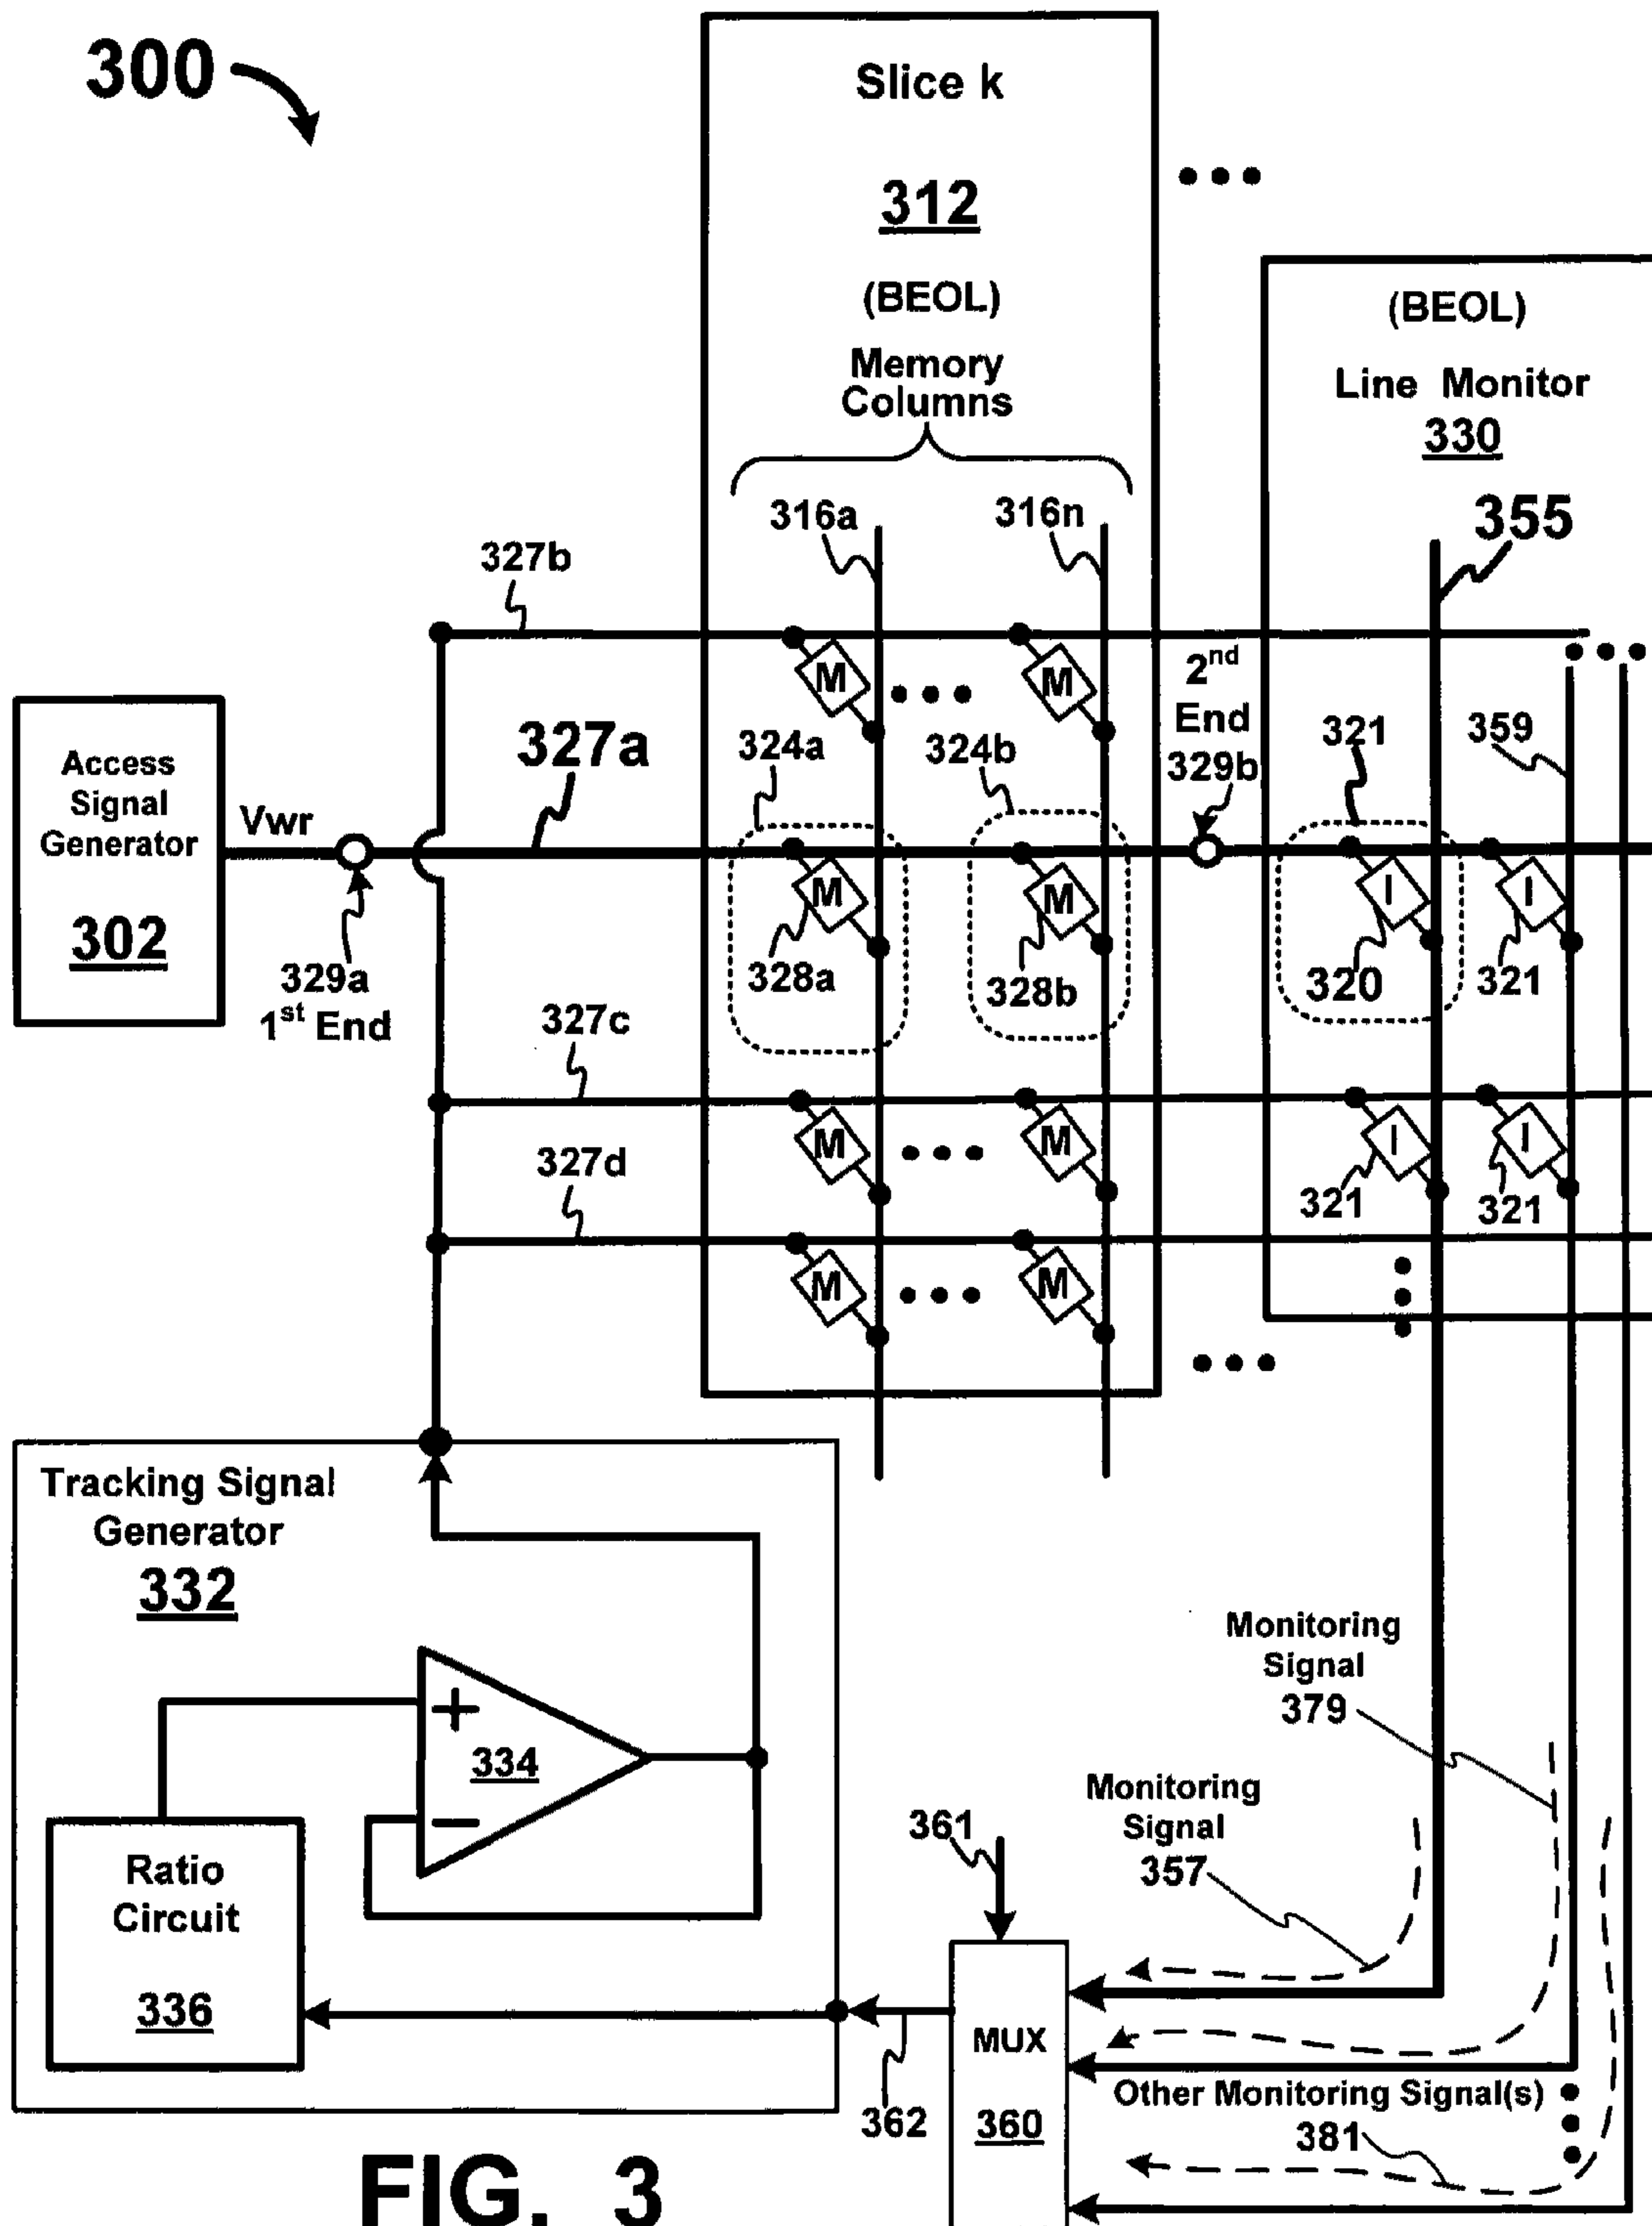 300
Slice k
312
(BEOL)
Memory
Columns
(BEOL)
Line Monitor
330
355
316a
316n
327b
M
M
2nd
End
329b
Access
Signal
Generator
302
Vwr
327a
324a
324b
321
359
M
M
I
I
329a
1st End
328a
328b
320
321
327c
M
M
I
I
327d
321
321
M
M
Tracking Signal
Generator
332
+
334
−
Ratio
Circuit
336
Monitoring
Signal
379
Monitoring
Signal
357
361
MUX
360
362
Other Monitoring Signal(s)
381
FIG. 3